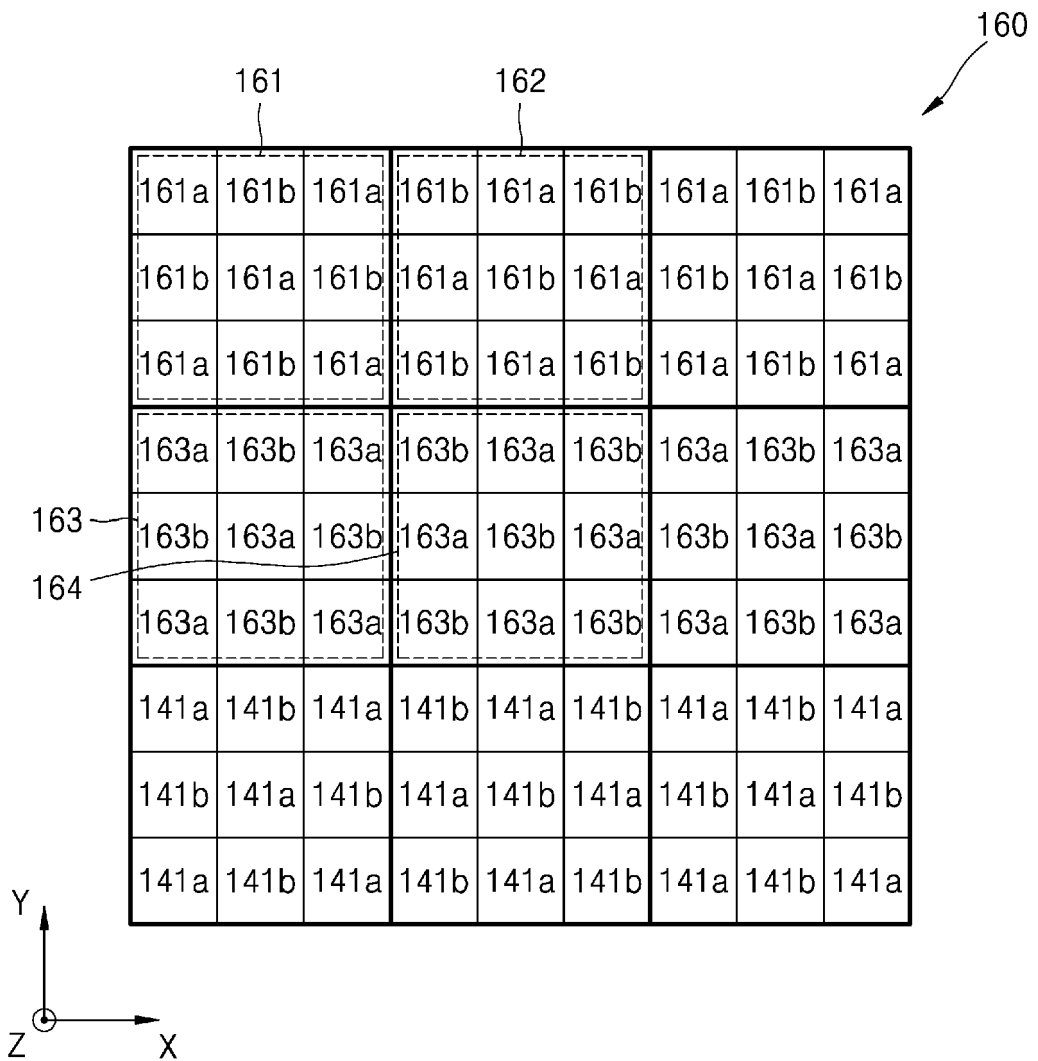 160
161 162
161a 161b 161a 161b 161a 161b 161a 161b 161a
161b 161a 161b 161a 161b 161a 161b 161a 161b
161a 161b 161a 161b 161a 161b 161a 161b 161a
163a 163b 163a 163b 163a 163b 163a 163b 163a
163 163b 163a 163b 163a 163b 163a 163b 163a 163b
164
163a 163b 163a 163b 163a 163b 163a 163b 163a
141a 141b 141a 141b 141a 141b 141a 141b 141a
141b 141a 141b 141a 141b 141a 141b 141a 141b
141a 141b 141a 141b 141a 141b 141a 141b 141a
Y
Z X